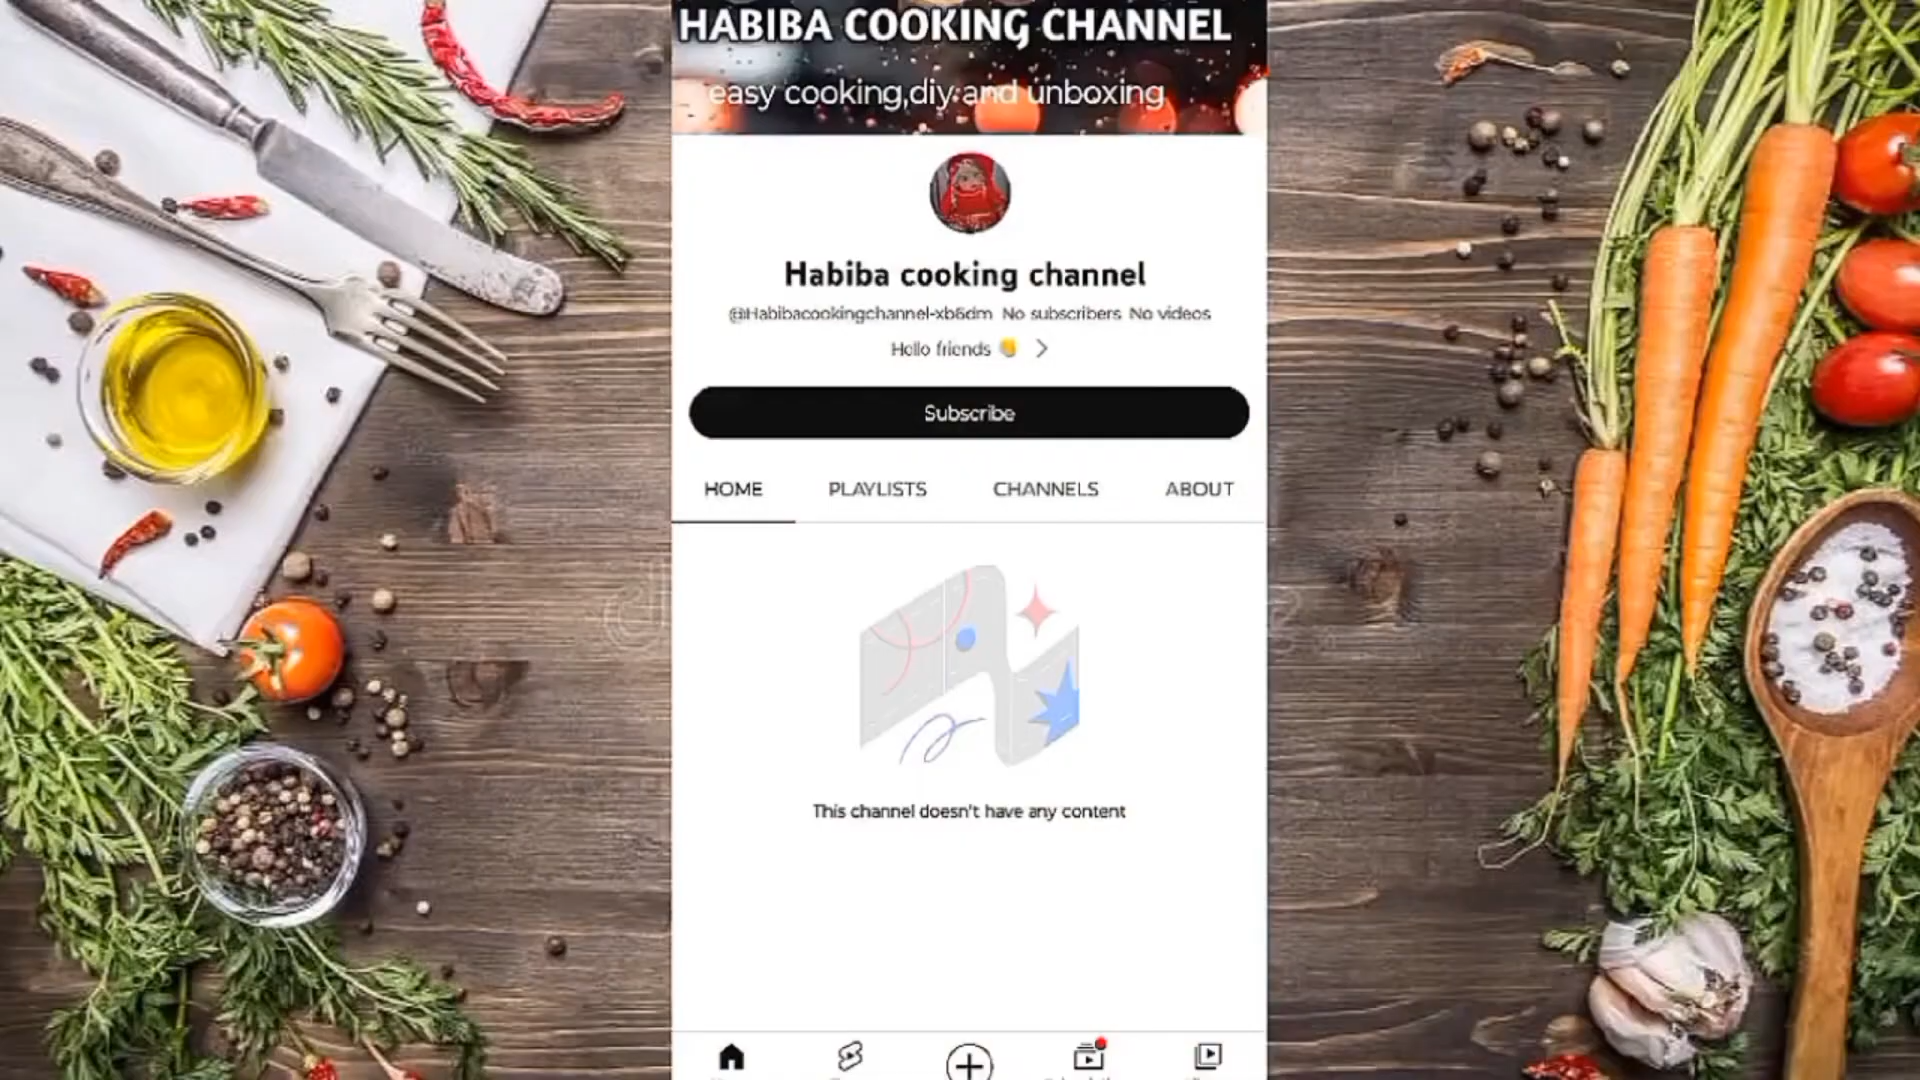 HABIBA COOKING CHANNEL
easy cooking,diy and unboxing
Habiba cooking channel
@Habibacookingchannel-xb6dm No subscribers No videos
Hello friends
Subscribe
HOME PLAYLISTS CHANNELS ABOUT
This channel doesn't have any content